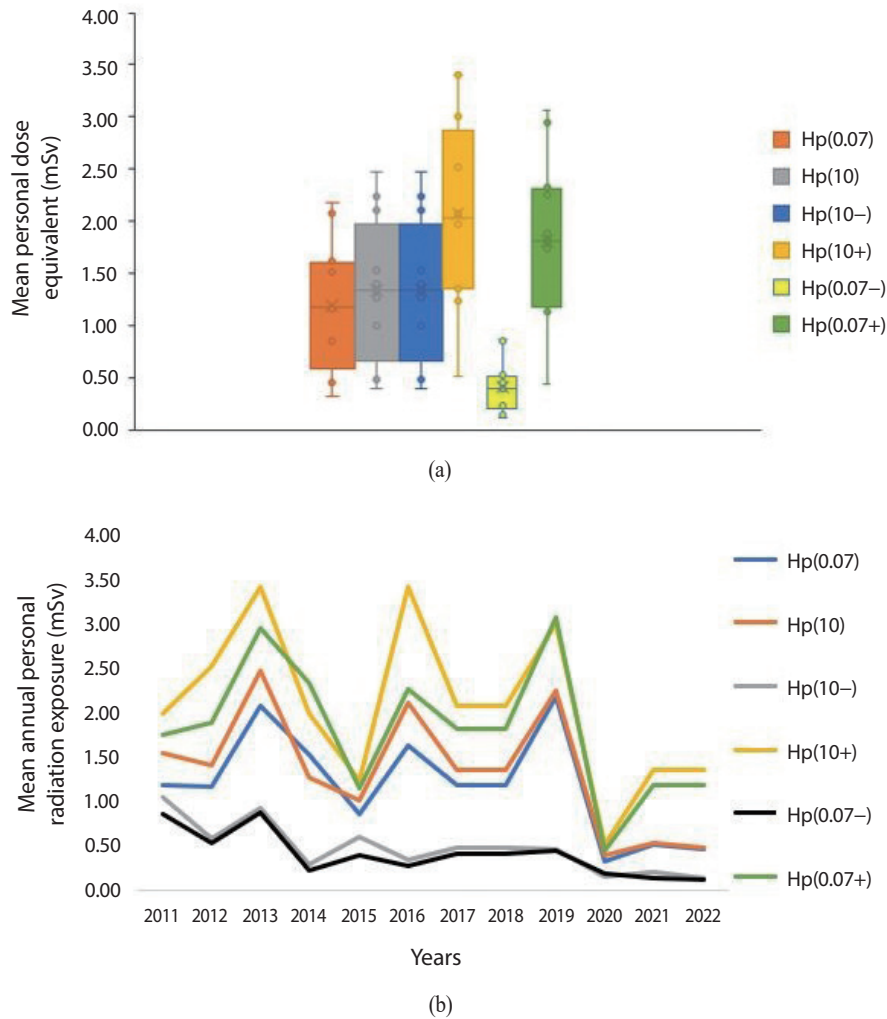 4.00
3.50
3.00
2.50
2.00
1.50
1.00
0.50
0.00
Mean personal dose
equivalent (mSv)
Hp(0.07)
Hp(10)
Hp(10−)
Hp(10+)
Hp(0.07−)
Hp(0.07+)
(a)
4.00
3.50
3.00
2.50
2.00
1.50
1.00
0.50
0.00
Mean annual personal
radiation exposure (mSv)
2011 2012 2013 2014 2015 2016 2017 2018 2019 2020 2021 2022
Years
Hp(0.07)
Hp(10)
Hp(10−)
Hp(10+)
Hp(0.07−)
Hp(0.07+)
(b)